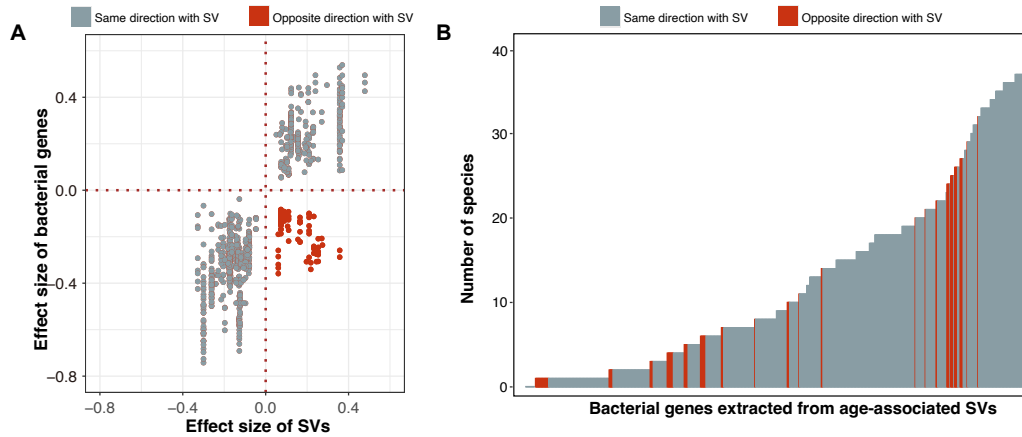 Same direction with SV
Opposite direction with SV
A
Effect size of bacterial genes
0.4
0.0
−0.4
−0.8
−0.8
−0.4
0.0
0.4
Effect size of SVs
Same direction with SV
Opposite direction with SV
B
Number of species
40
30
20
10
0
Bacterial genes extracted from age−associated SVs